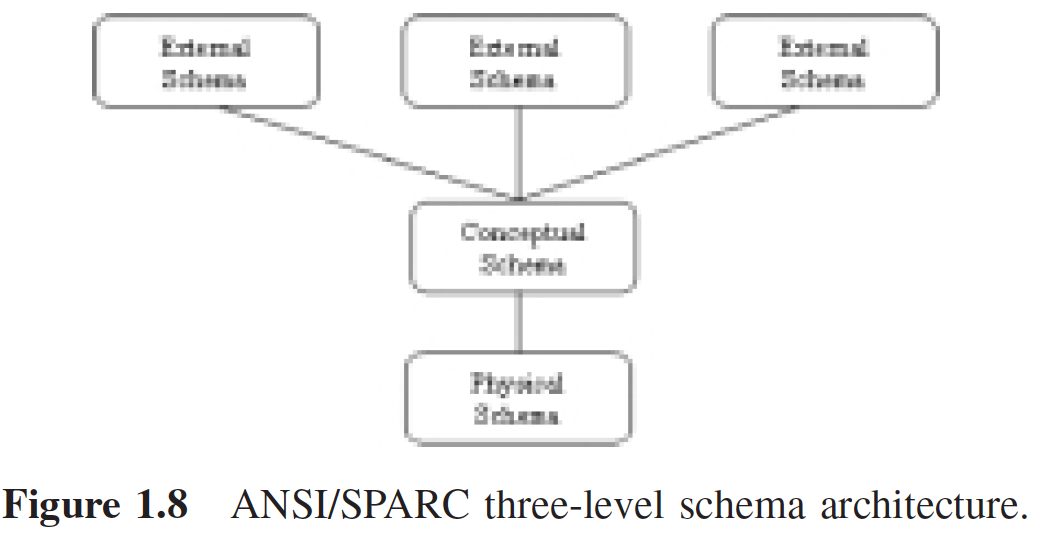 External
Schema
External
Schema
External
Schema
Conceptual
Schema
Physical
Schema
Figure 1.8 ANSI/SPARC three-level schema architecture.